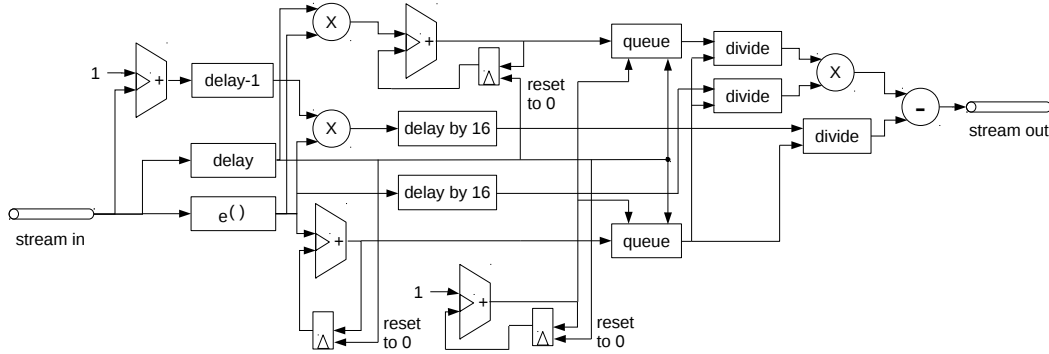 X
+
queue
divide
1
+
delay-1
reset
to 0
X
divide
X
delay by 16
divide
-
stream out
delay
delay by 16
e()
stream in
+
queue
1
+
reset
to 0
reset
to 0